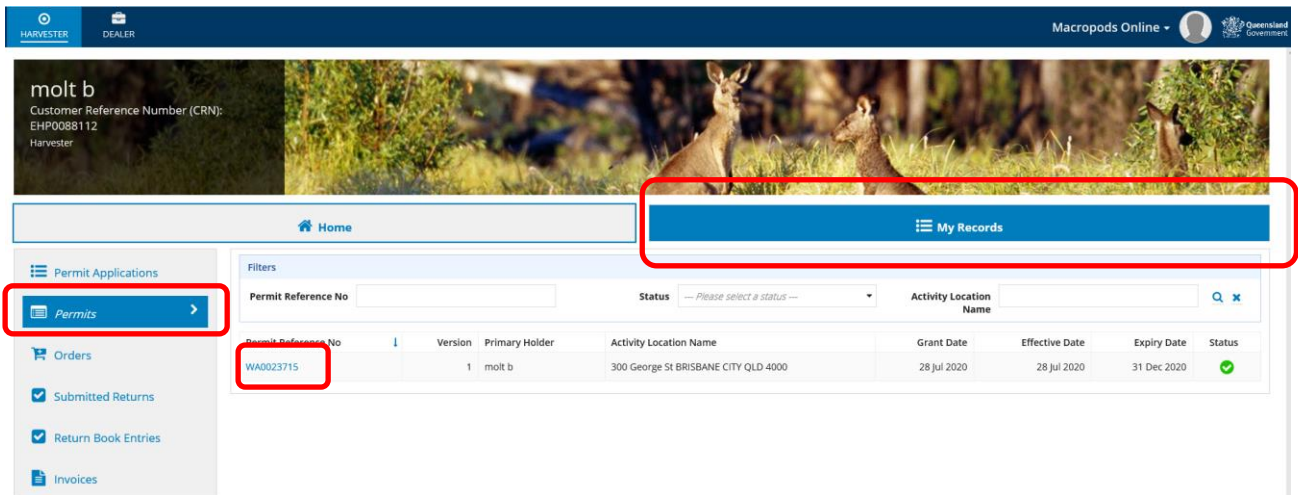 HARVESTER
DEALER
Macropods Online
Queensland
Government
molt b
Customer Reference Number (CRN):
EHP0088112
Harvester
Home
My Records
Permit Applications
Permits
Orders
Submitted Returns
Return Book Entries
Invoices
Filters
Permit Reference No
Status --- Please select a status ---
Activity Location
Name
Permit Reference No Version Primary Holder Activity Location Name Grant Date Effective Date Expiry Date Status
WA0023715 1 molt b 300 George St BRISBANE CITY QLD 4000 28 Jul 2020 28 Jul 2020 31 Dec 2020